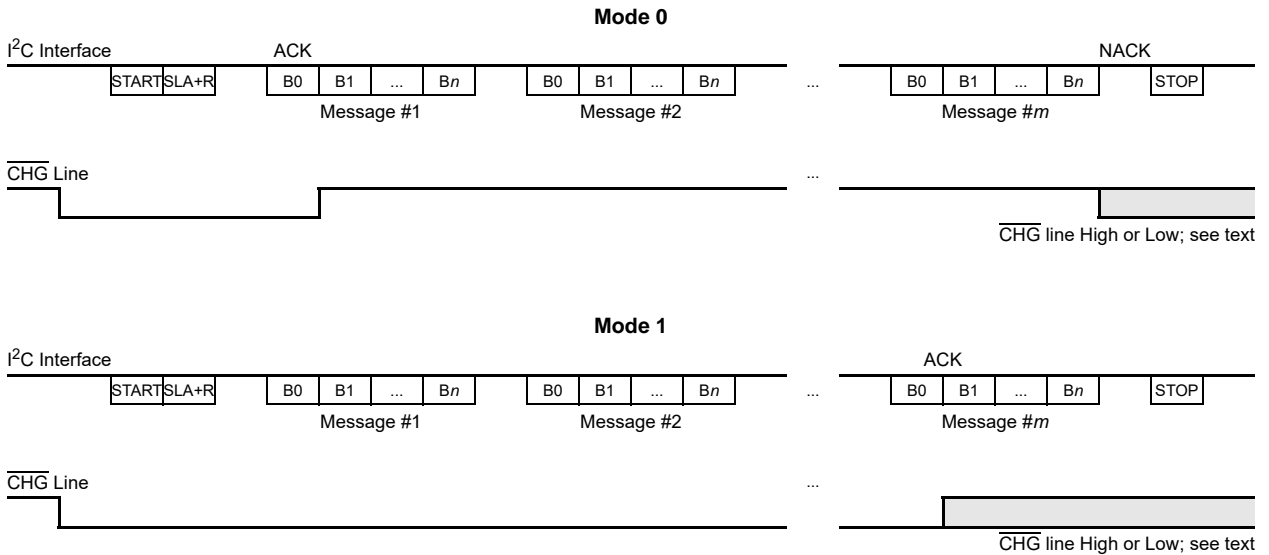 Mode 0
I²C Interface ACK NACK
START SLA+R B0 B1 ... Bn B0 B1 ... Bn ... B0 B1 ... Bn STOP
Message #1 Message #2 Message #m
CHG Line ...
CHG line High or Low; see text
Mode 1
I²C Interface ACK
START SLA+R B0 B1 ... Bn B0 B1 ... Bn ... B0 B1 ... Bn STOP
Message #1 Message #2 Message #m
CHG Line ...
CHG line High or Low; see text